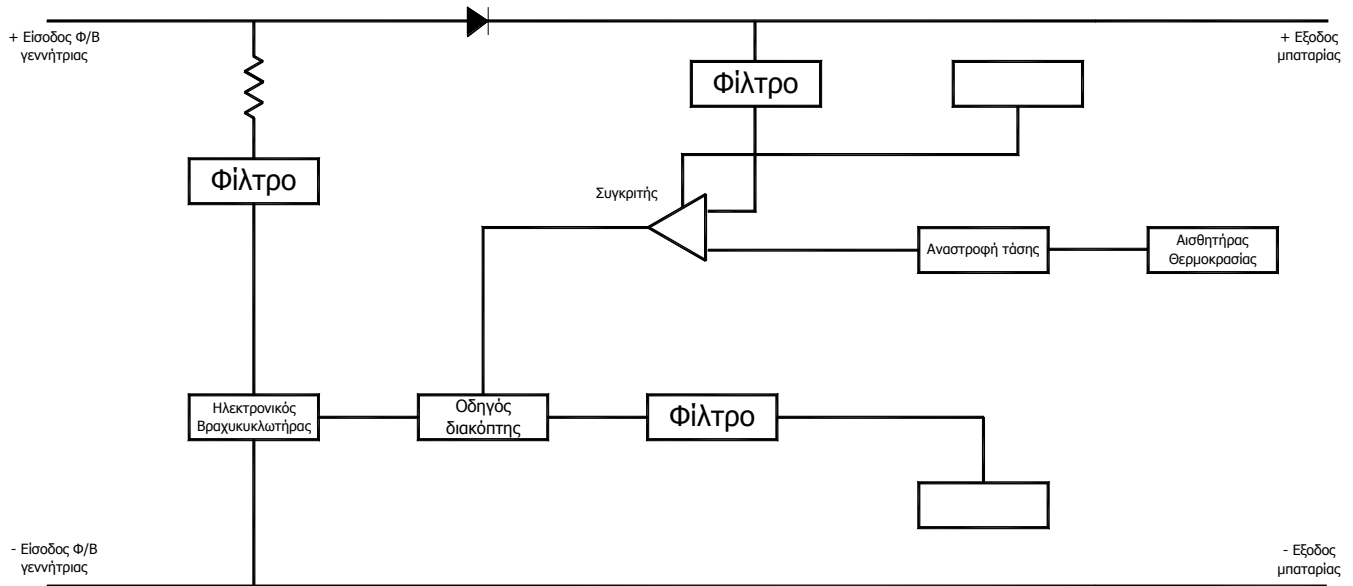 + Είσοδος Φ/Β
γεννήτριας
+ Εξοδος
μπαταρίας
Φίλτρο
Φίλτρο
Συγκριτής
Αναστροφή τάσης
Αισθητήρας
Θερμοκρασίας
Ηλεκτρονικός
Βραχυκυκλωτήρας
Οδηγός
διακόπτης
Φίλτρο
- Είσοδος Φ/Β
γεννήτριας
- Εξοδος
μπαταρίας